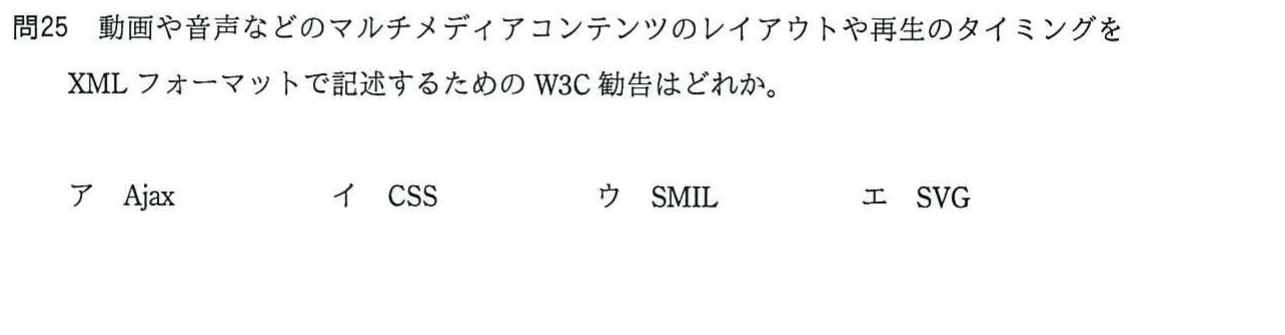 問25　動画や音声などのマルチメディアコンテンツのレイアウトや再生のタイミングを
XML フォーマットで記述するための W3C 勧告はどれか。
ア　Ajax　イ　CSS　ウ　SMIL　エ　SVG